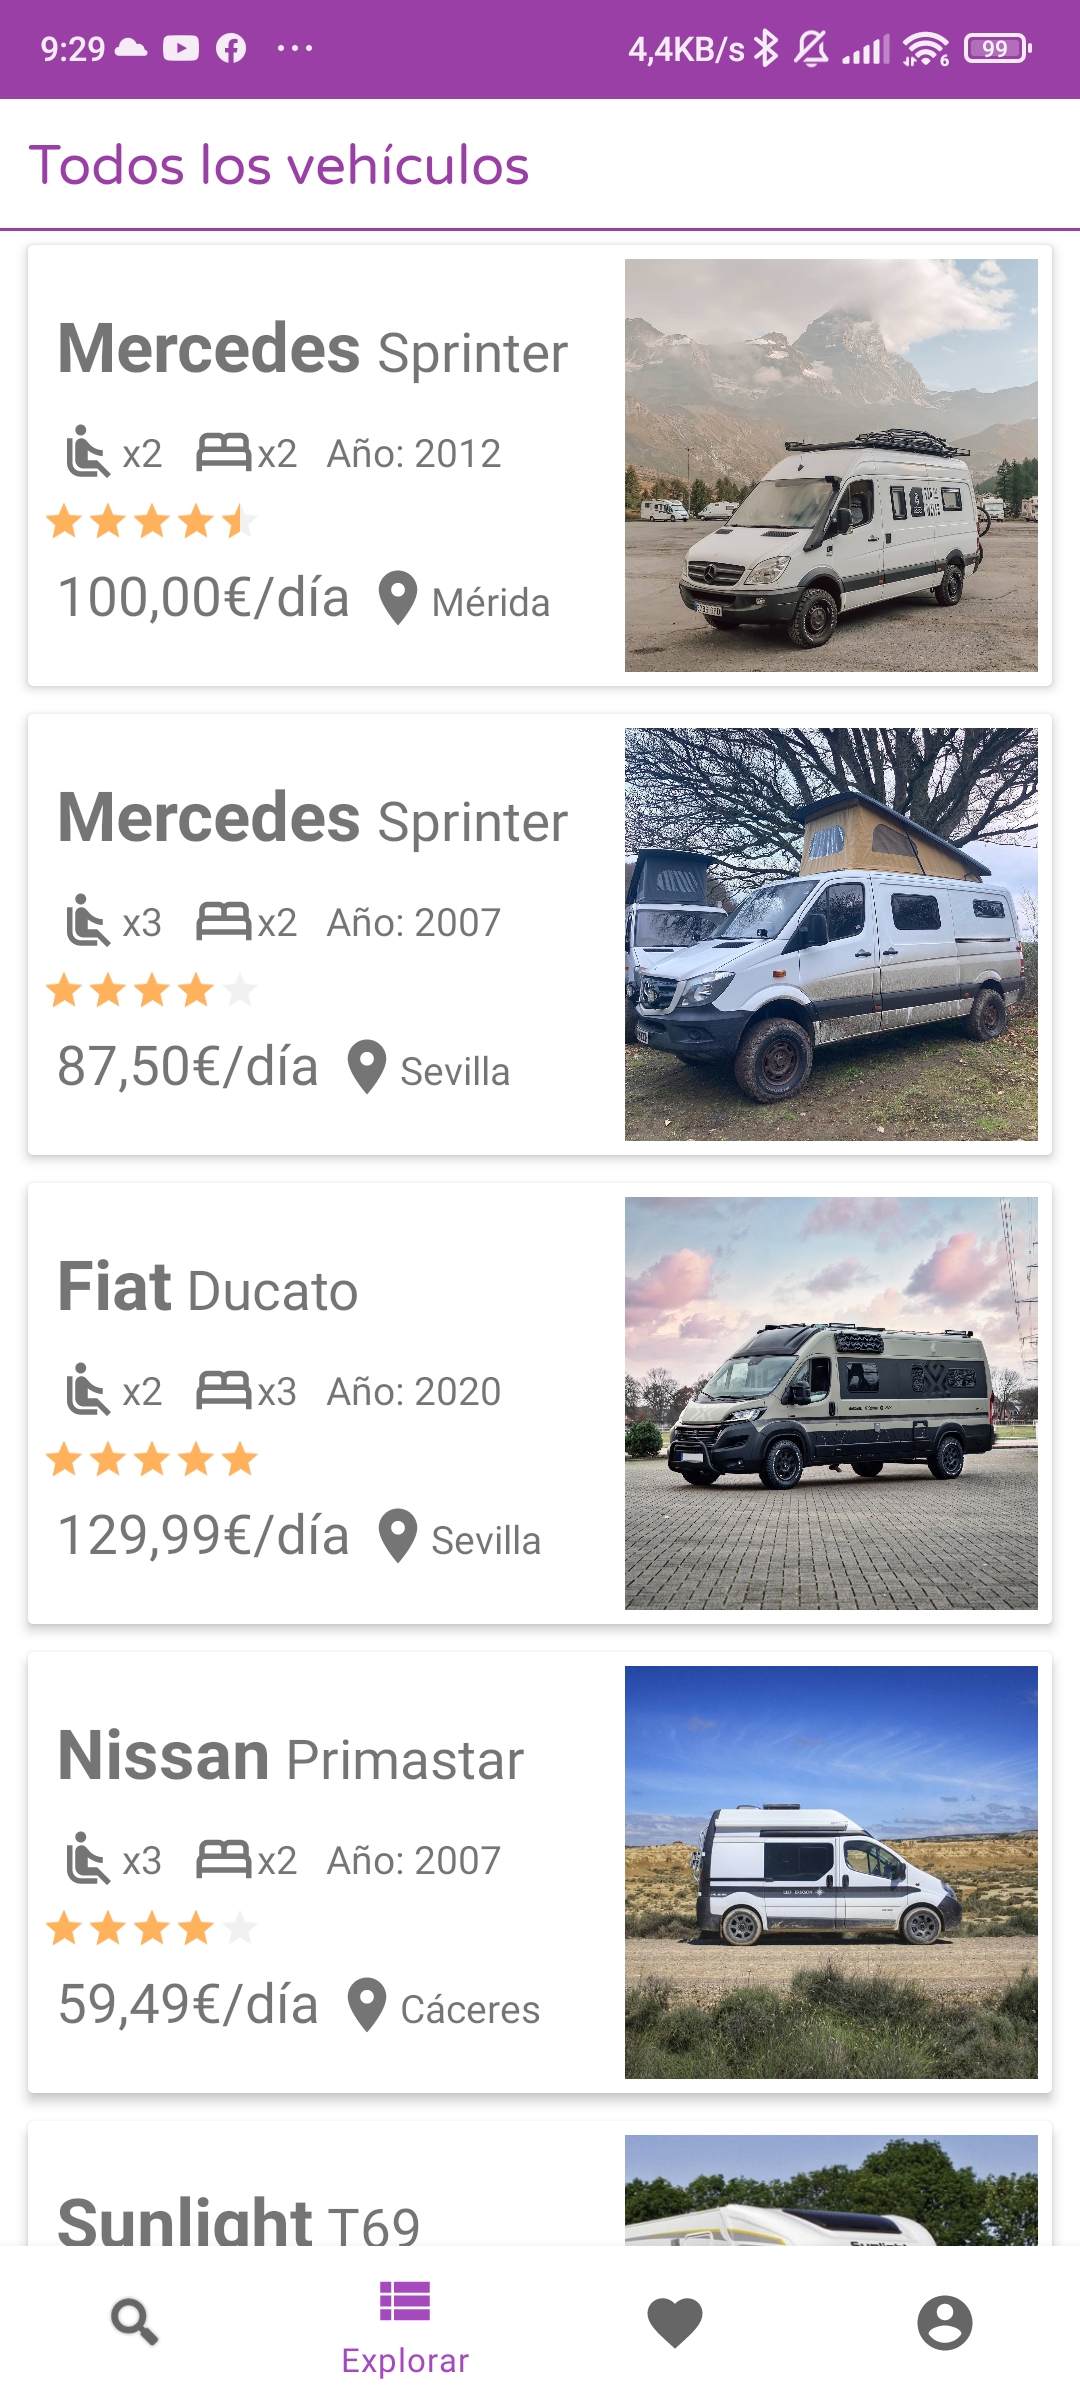 9:29 4,4KB/s 6 99
Todos los vehículos
Mercedes Sprinter
x2 x2 Año: 2012
100,00€/día Mérida
Mercedes Sprinter
x3 x2 Año: 2007
87,50€/día Sevilla
Fiat Ducato
x2 x3 Año: 2020
129,99€/día Sevilla
Nissan Primastar
x3 x2 Año: 2007
59,49€/día Cáceres
Sunlight T69
Explorar